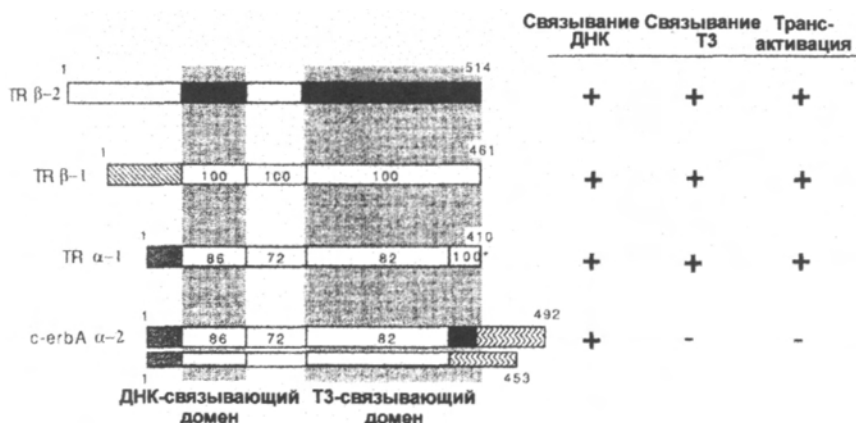 Связывание ДНК
Связывание Т3
Транс-активация
1
514
TR β-2
+ + +
1
461
TR β-1
100 100 100
+ + +
1
410
TR α-1
86 72 82 100*
+ + +
1
492
c-erbA α-2
86 72 82
+ - -
1
453
ДНК-связывающий домен
Т3-связывающий домен